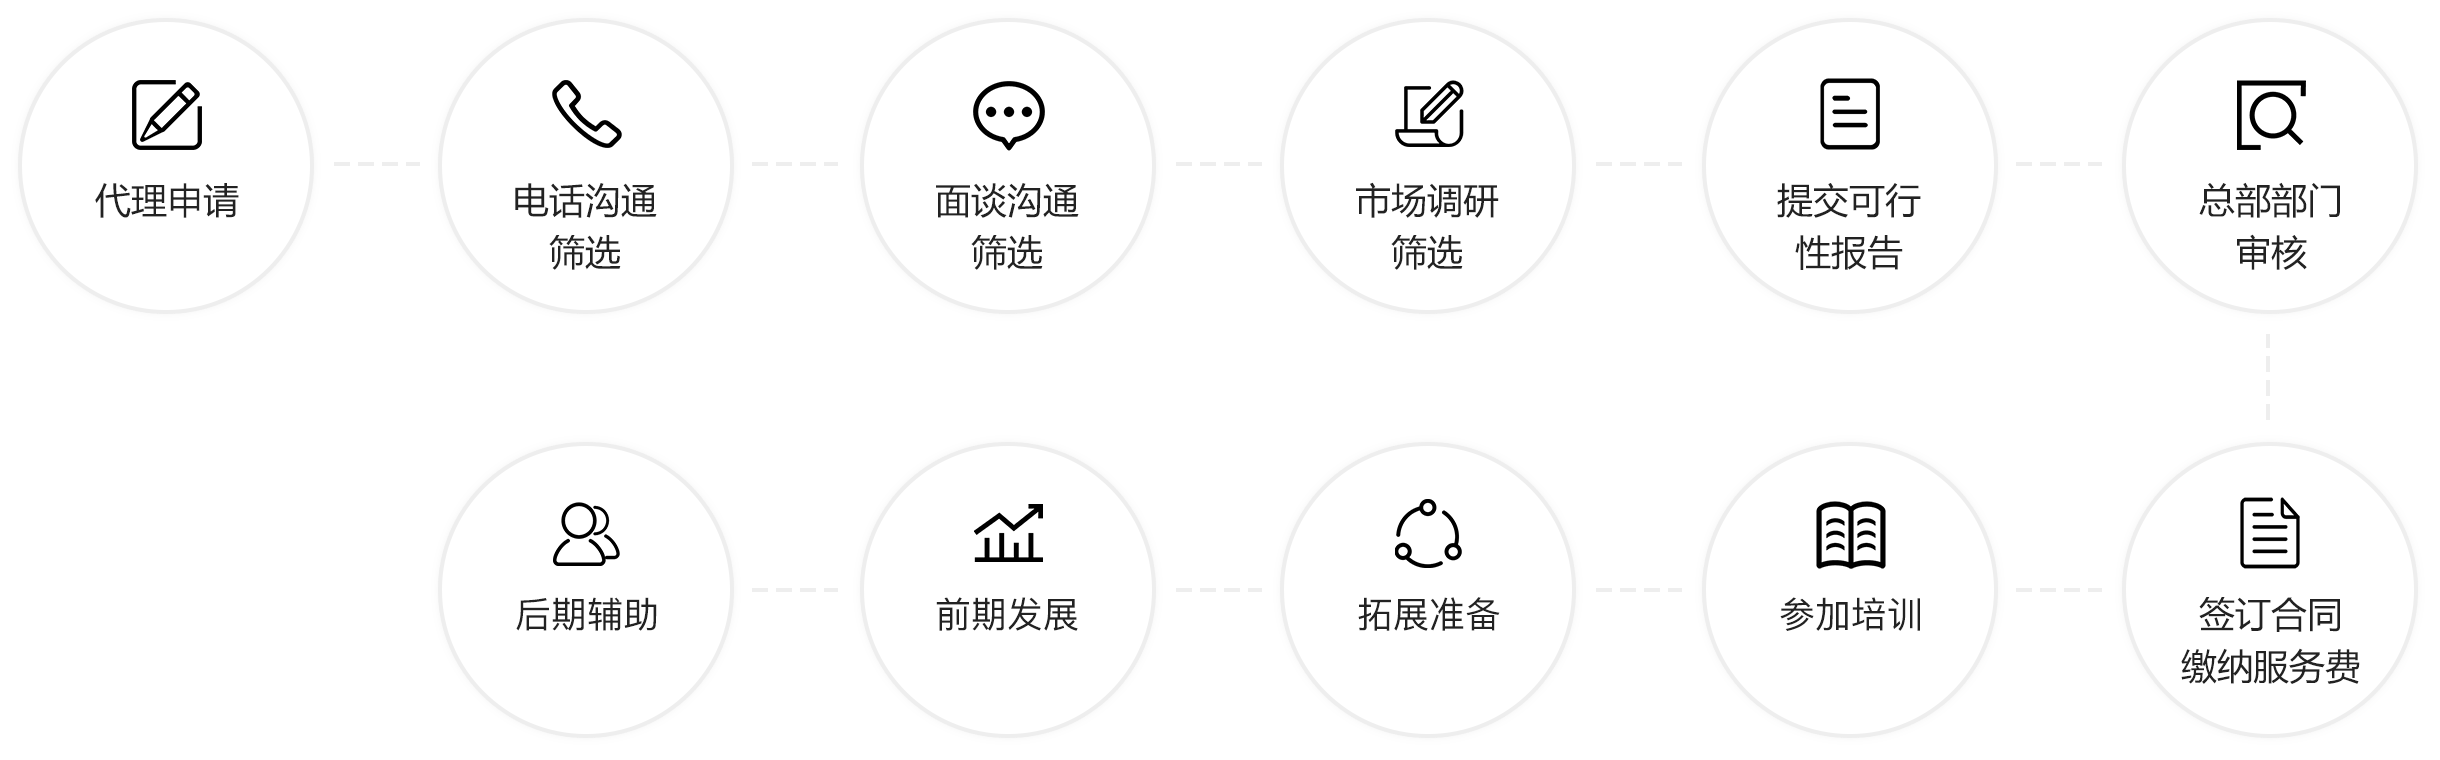 代理申请
电话沟通
筛选
面谈沟通
筛选
市场调研
筛选
提交可行
性报告
总部部门
审核
后期辅助
前期发展
拓展准备
参加培训
签订合同
缴纳服务费